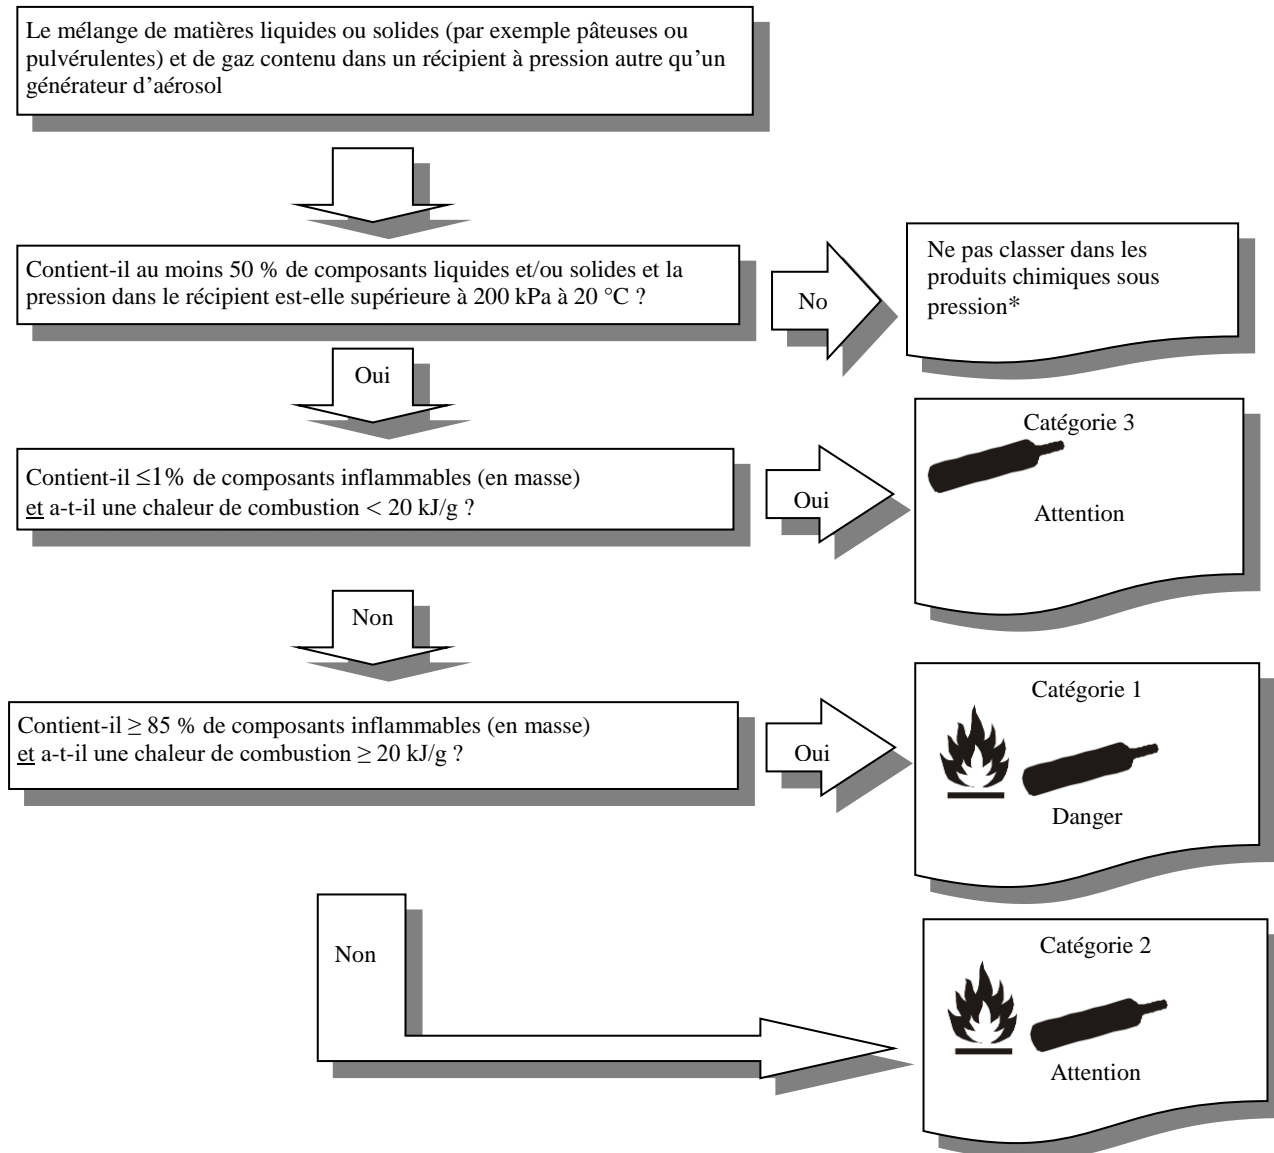 Le mélange de matières liquides ou solides (par exemple pâteuses ou
pulvérulentes) et de gaz contenu dans un récipient à pression autre qu’un
générateur d’aérosol
Contient-il au moins 50 % de composants liquides et/ou solides et la
pression dans le récipient est-elle supérieure à 200 kPa à 20 °C ?
No
Ne pas classer dans les
produits chimiques sous
pression*
Oui
Contient-il ≤1% de composants inflammables (en masse)
et a-t-il une chaleur de combustion < 20 kJ/g ?
Oui
Catégorie 3
Attention
Non
Contient-il ≥ 85 % de composants inflammables (en masse)
et a-t-il une chaleur de combustion ≥ 20 kJ/g ?
Oui
Catégorie 1
Danger
Non
Catégorie 2
Attention